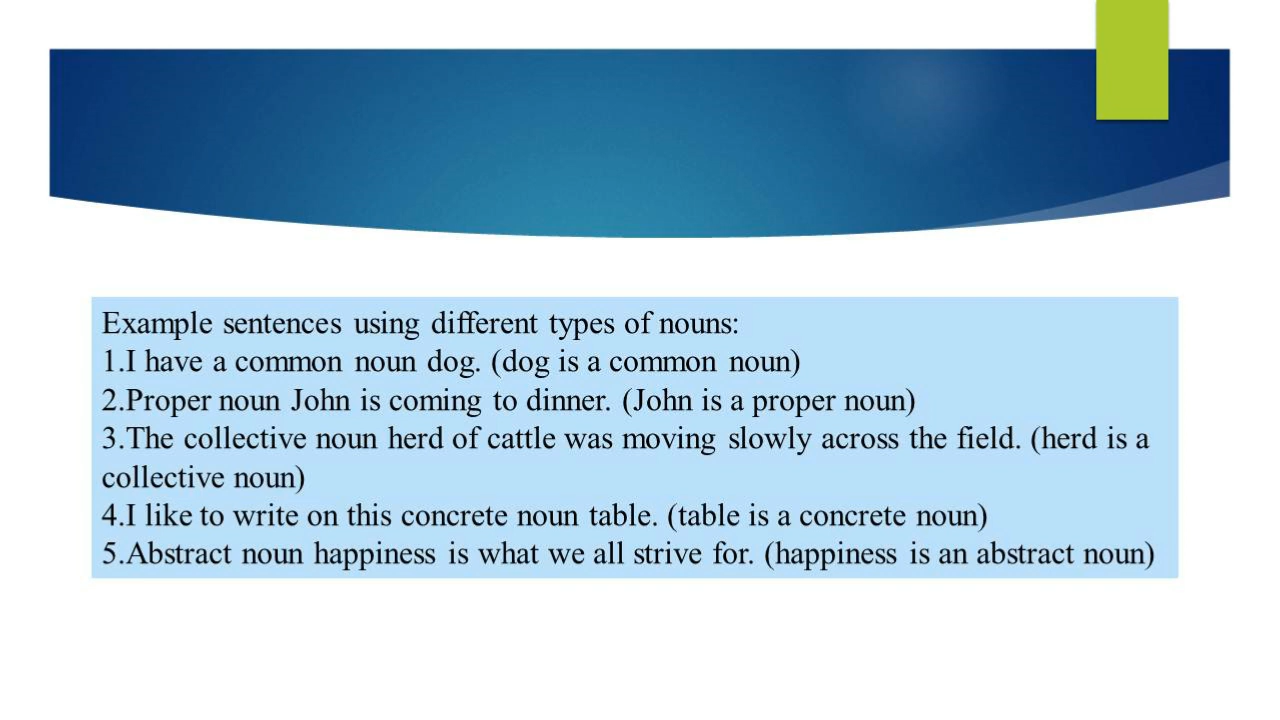 Example sentences using different types of nouns:
1.I have a common noun dog. (dog is a common noun)
2.Proper noun John is coming to dinner. (John is a proper noun)
3.The collective noun herd of cattle was moving slowly across the field. (herd is a
collective noun)
4.I like to write on this concrete noun table. (table is a concrete noun)
5.Abstract noun happiness is what we all strive for. (happiness is an abstract noun)